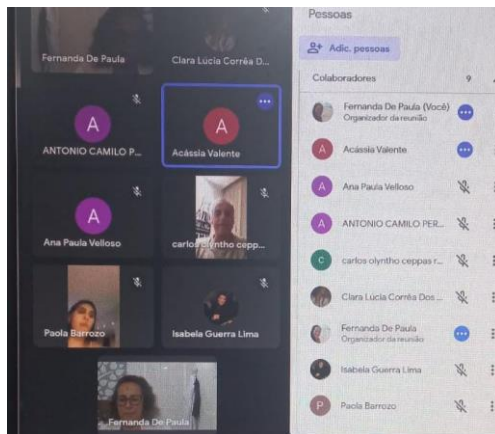 Fernanda De Paula
Clara Lúcia Corrêa D...
A
ANTONIO CAMILO P...
A
Acássia Valente
A
Ana Paula Velloso
carlos olyntho cepp...
Paola Barrozo
Isabela Guerra Lima
Fernanda De Paula
Pessoas
Adic. pessoas
Colaboradores
9
Fernanda De Paula (Você)
Organizador da reunião
A
Acássia Valente
A
Ana Paula Velloso
A
ANTONIO CAMILO PER...
C
carlos olyntho ceppas r...
Clara Lúcia Corrêa Dos ...
Fernanda De Paula
Organizador da reunião
Isabela Guerra Lima
P
Paola Barrozo